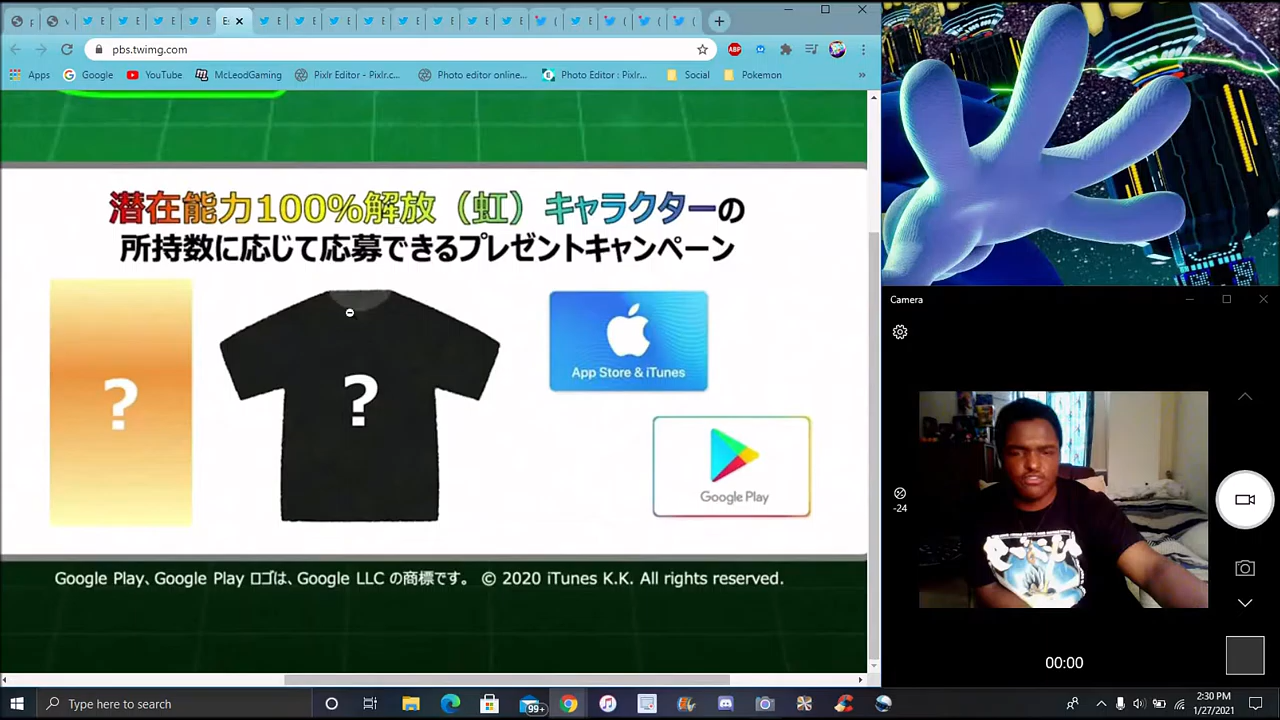 pbs.twimg.com
ABP
Apps
Google
YouTube
McLeodGaming
Pixlr Editor - Pixlr.c...
Photo editor online...
Photo Editor : Pixlr...
Social
Pokemon
»
潜在能力100%解放（虹）キャラクターの
所持数に応じて応募できるプレゼントキャンペーン
?
?
App Store & iTunes
Google Play
Google Play、Google Play ロゴは、Google LLC の商標です。 © 2020 iTunes K.K. All rights reserved.
Camera
-24
00:00
Type here to search
99+
2:30 PM
1/27/2021